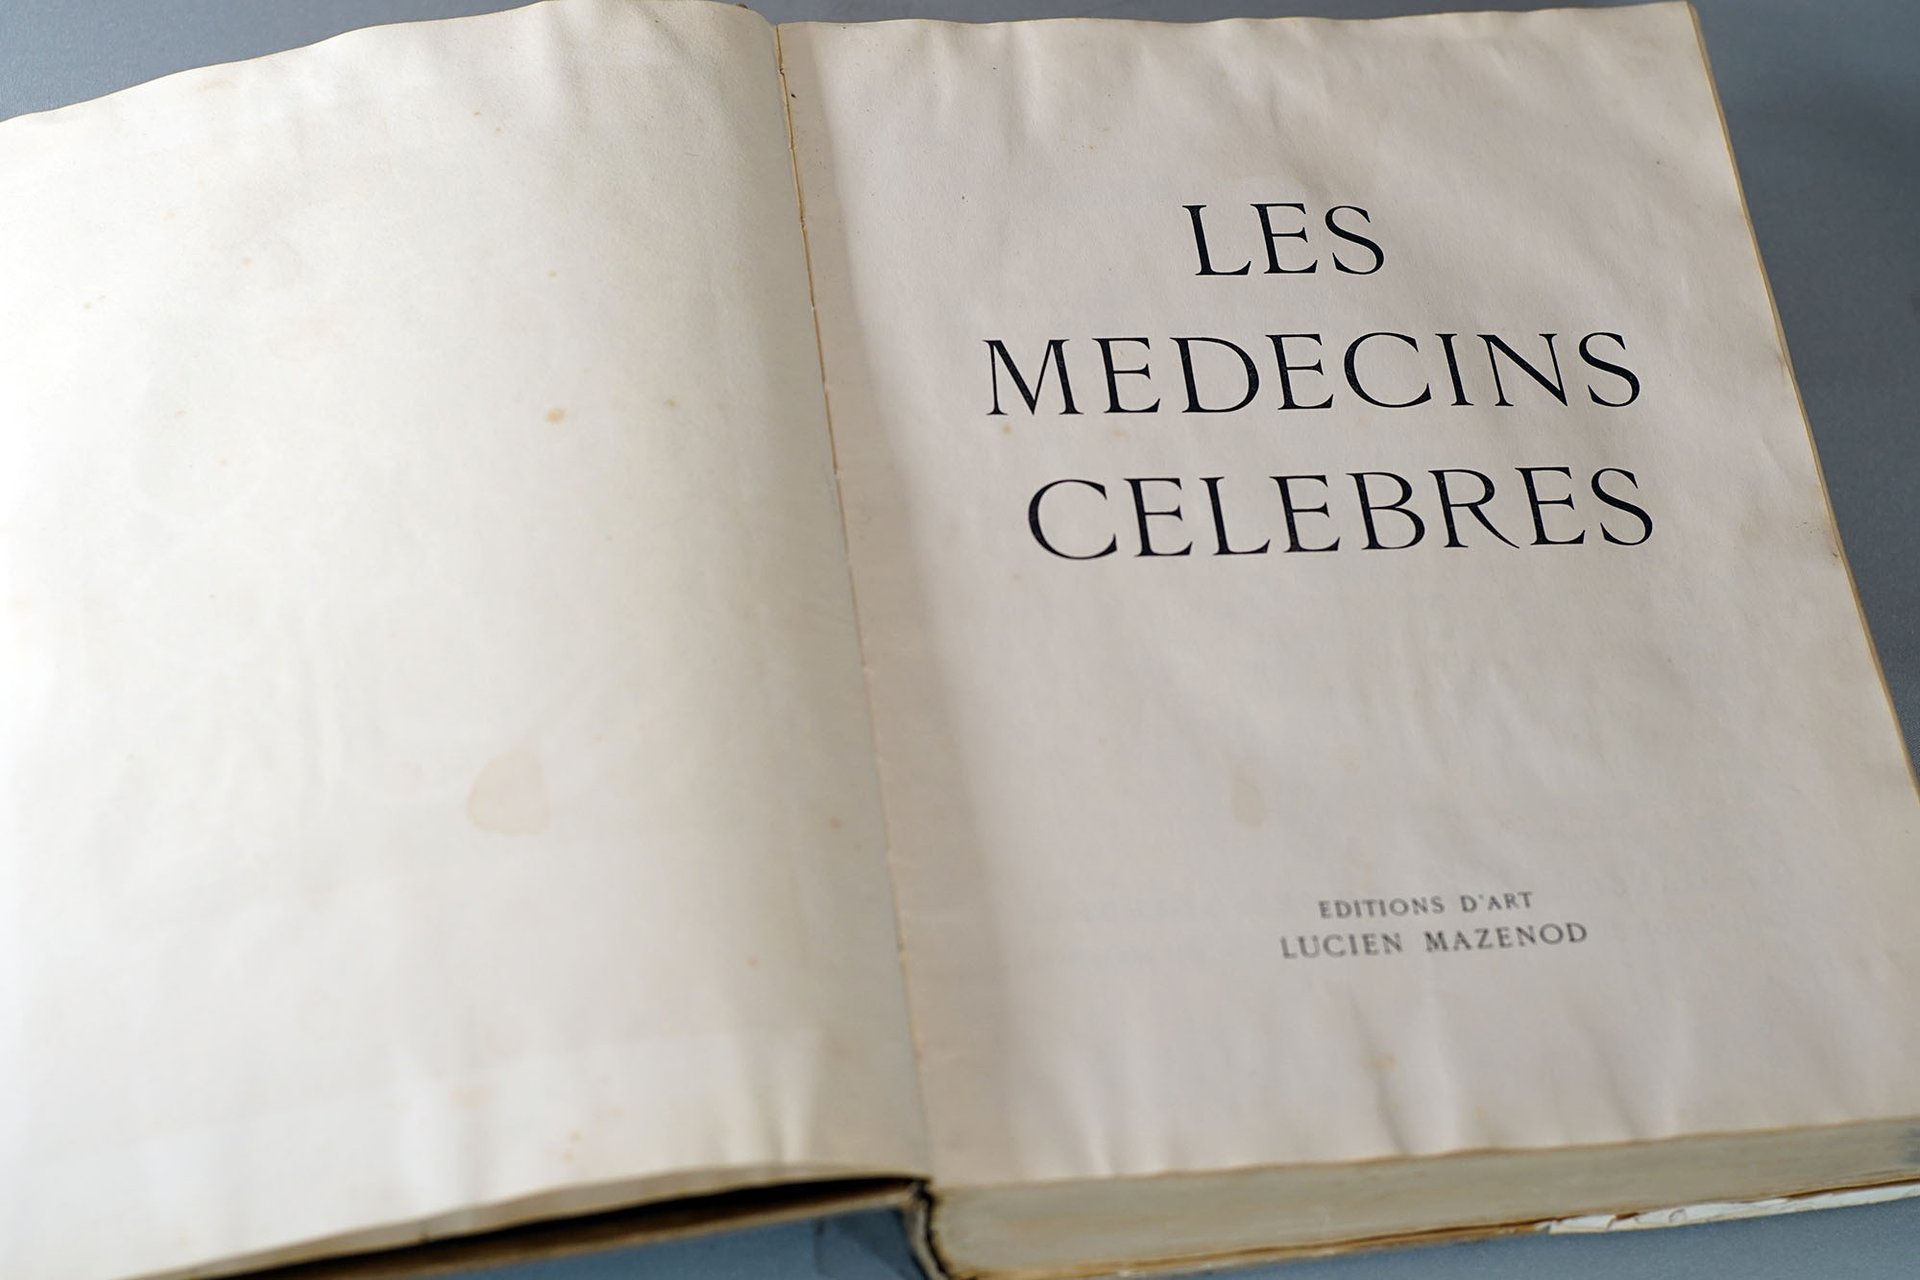 LES
MEDECINS
CELEBRES
EDITIONS D'ART
LUCIEN MAZENOD